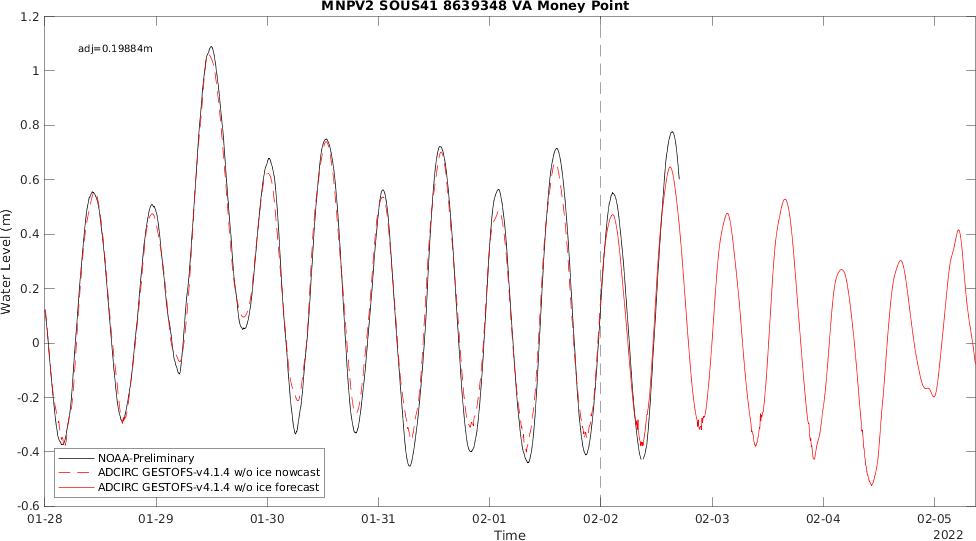 MNPV2 SOUS41 8639348 VA Money Point
1.2
1
0.8
0.6
0.4
0.2
0
-0.2
-0.4
-0.6
Water Level (m)
adj=0.19884m
NOAA-Preliminary
ADCIRC GESTOFS-v4.1.4 w/o ice nowcast
ADCIRC GESTOFS-v4.1.4 w/o ice forecast
01-28 01-29 01-30 01-31 02-01 02-02 02-03 02-04 02-05
Time
2022